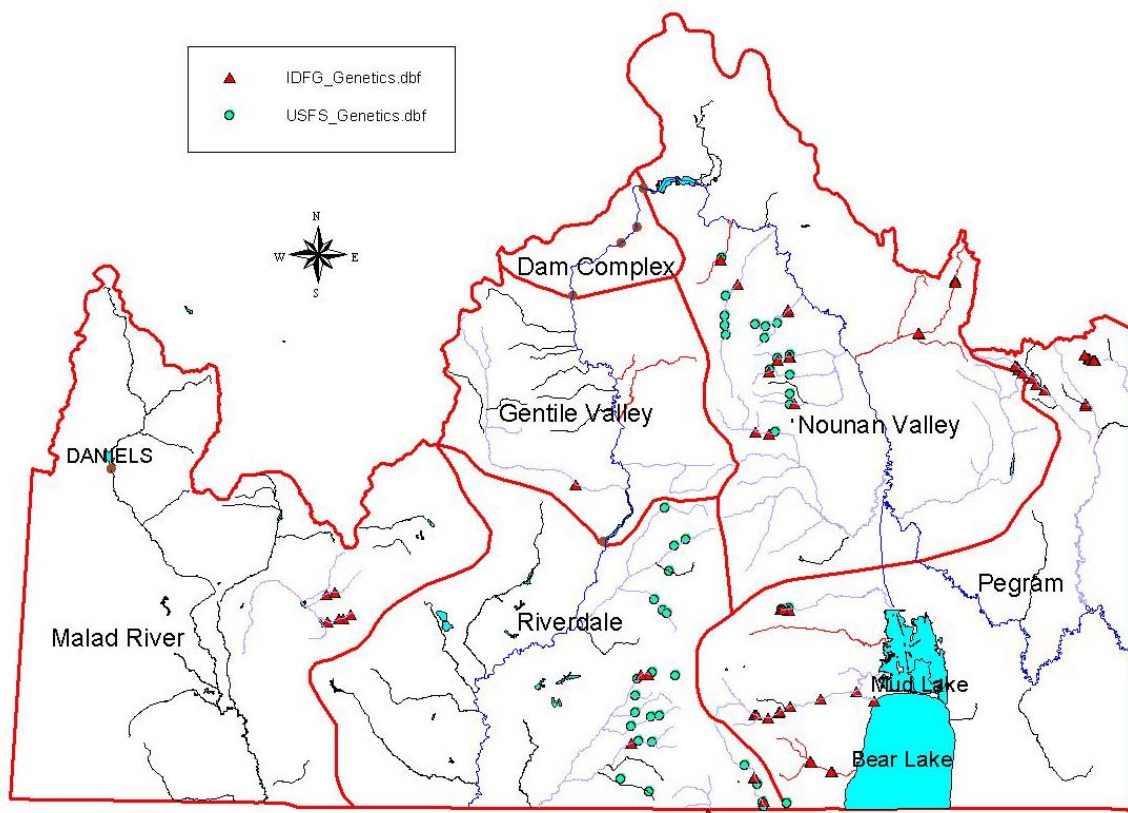 IDFG_Genetics.dbf
USFS_Genetics.dbf
N
W E
S
Dam Complex
Gentile Valley
Nounan Valley
DANIELS
Pegram
Riverdale
Malad River
Mud Lake
Bear Lake